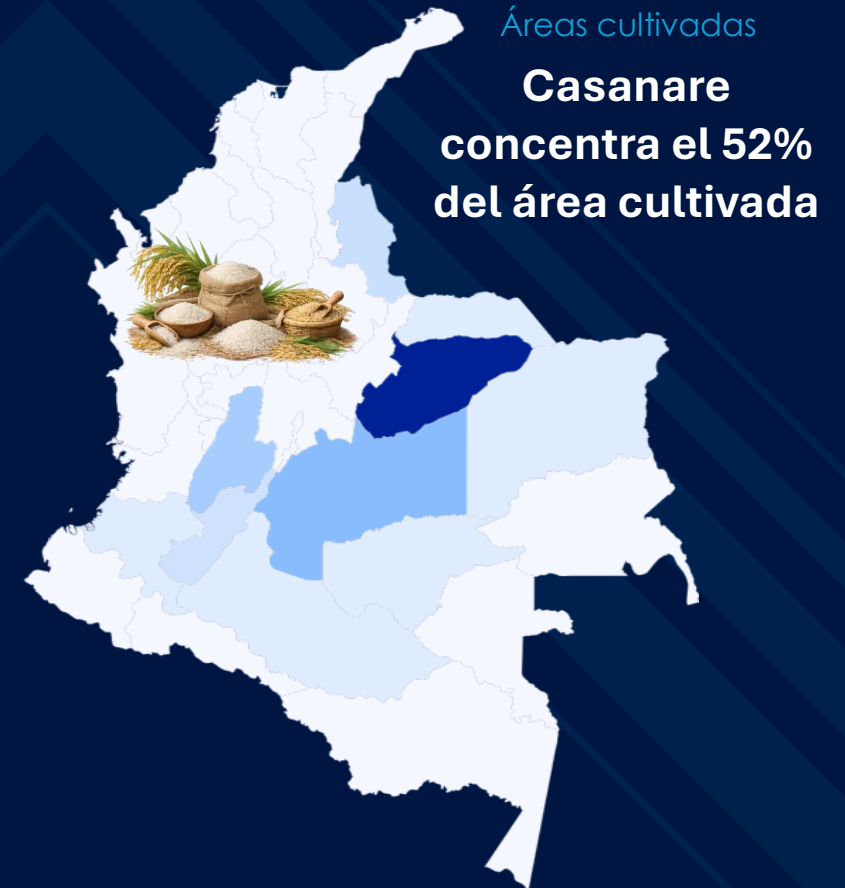 Áreas cultivadas
Casanare
concentra el 52%
del área cultivada